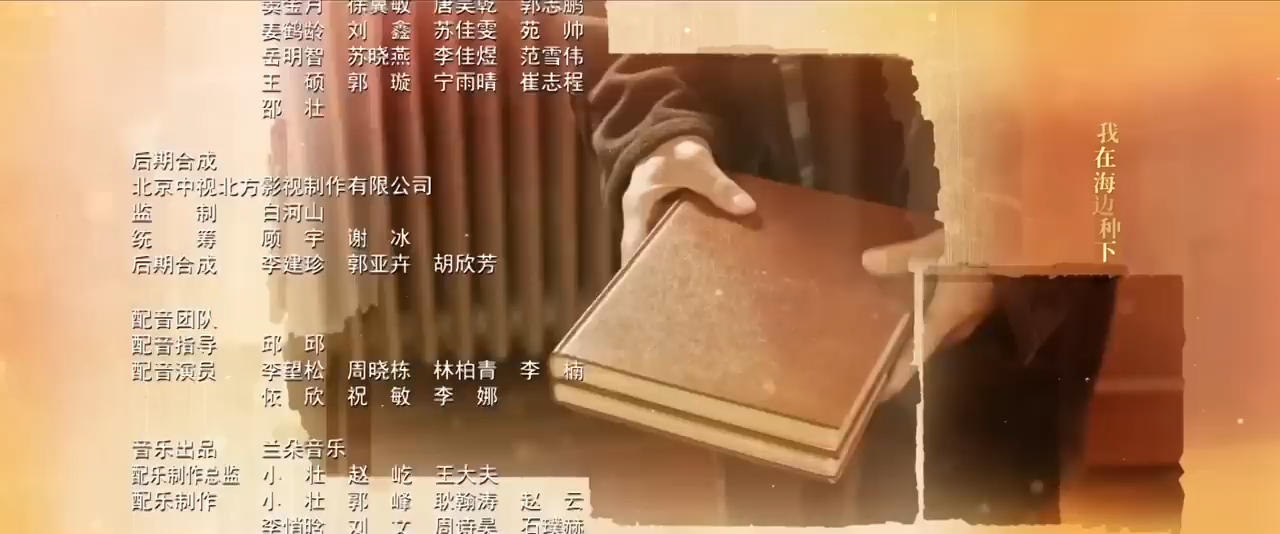 姜鹤龄 刘 鑫 苏佳雯 苑 帅
岳明智 苏晓燕 李佳煜 范雪伟
王 硕 郭 璇 宁雨晴 崔志程
邵 壮
后期合成
北京中视北方影视制作有限公司
监 制 白河山
统 筹 顾 宇 谢 冰
后期合成 李建珍 郭亚卉 胡欣芳
配音团队
配音指导 邱 邱
配音演员 李望松 周晓栋 林柏青 李 楠
依 欣 祝 敏 李 娜
音乐出品 兰朵音乐
配乐制作总监 小 壮 赵 屹 王大夫
配乐制作 小 壮 郭 峰 耿翰涛 赵 云
我在海边种下